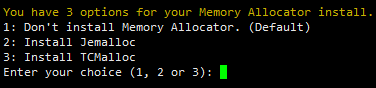 You have 3 options for your Memory Allocator install.
1: Don't install Memory Allocator. (Default)
2: Install Jemalloc
3: Install TCMalloc
Enter your choice (1, 2 or 3):